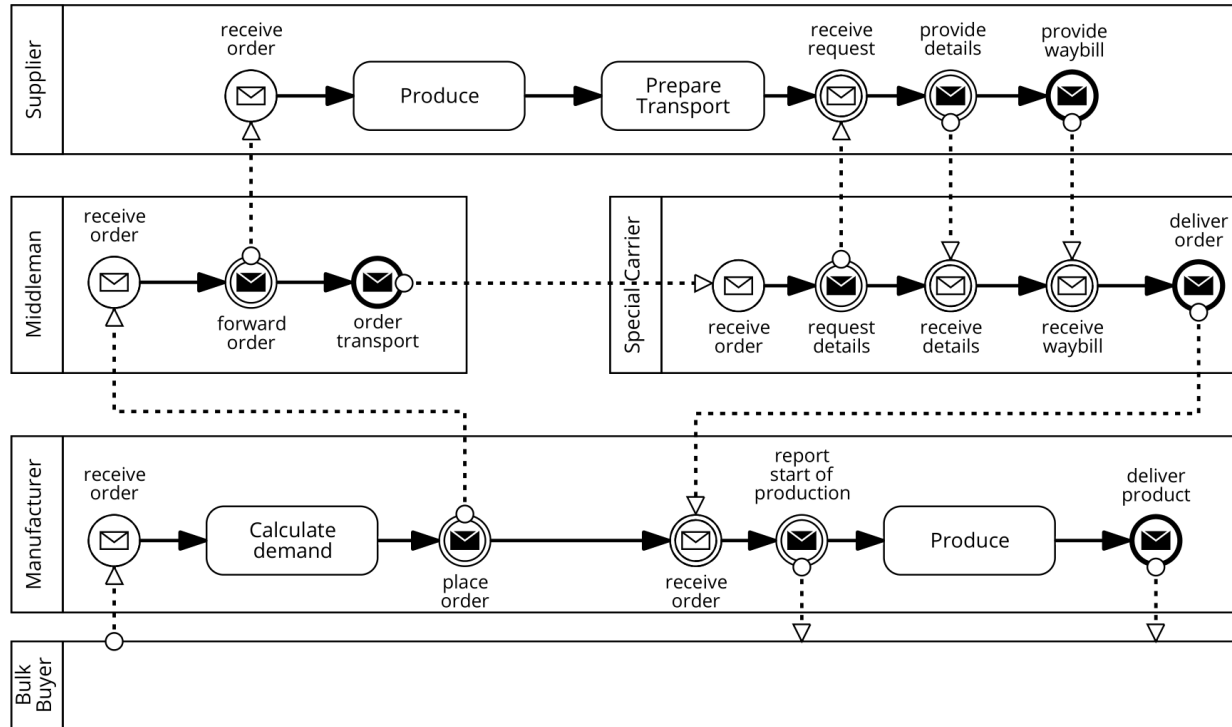 Supplier
receive
order
Produce
Prepare
Transport
receive
request
provide
details
provide
waybill
Middleman
receive
order
forward
order
order
transport
Special Carrier
receive
order
request
details
receive
details
receive
waybill
deliver
order
Manufacturer
receive
order
Calculate
demand
place
order
receive
order
report
start of
production
Produce
deliver
product
Bulk
Buyer